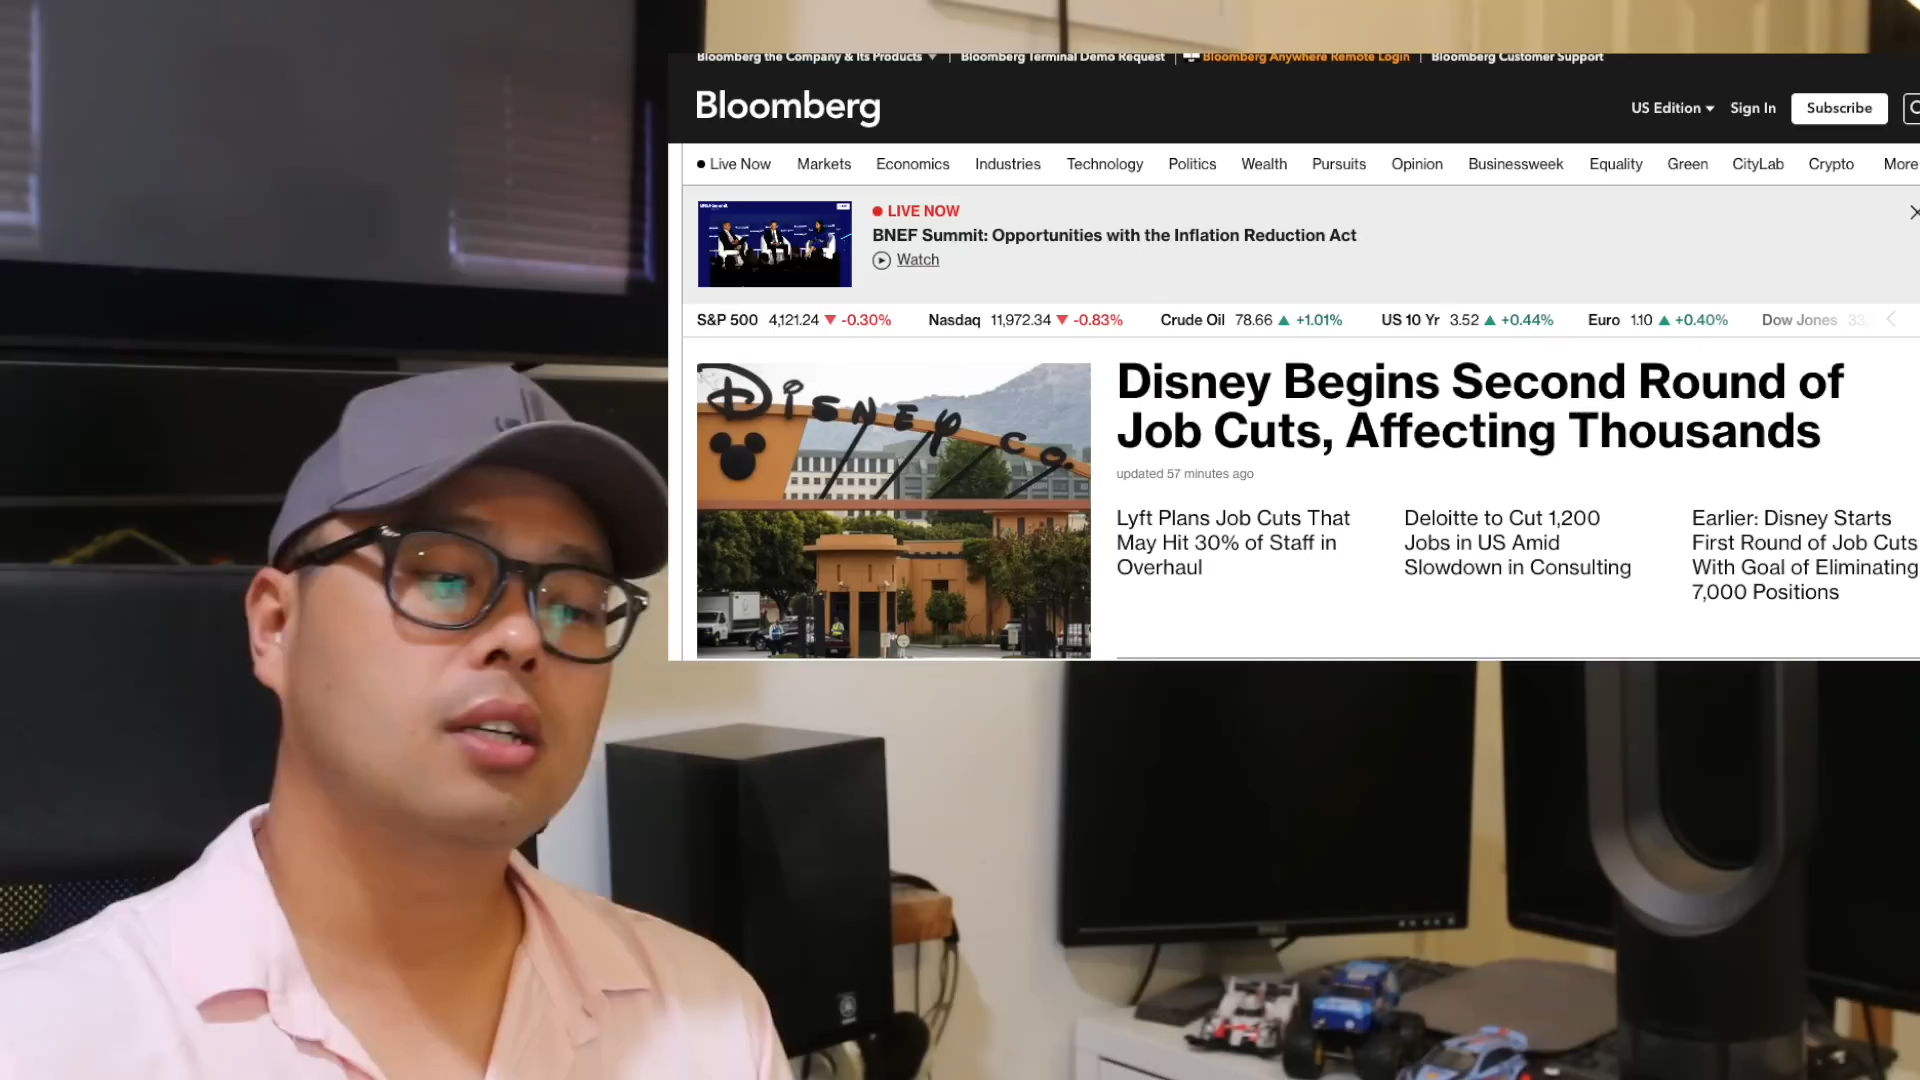 Bloomberg the Company & Its Products
Bloomberg Terminal Demo Request
Bloomberg Anywhere Remote Login
Bloomberg Customer Support
Bloomberg
US Edition
Sign In
Subscribe
Live Now
Markets
Economics
Industries
Technology
Politics
Wealth
Pursuits
Opinion
Businessweek
Equality
Green
CityLab
Crypto
More
LIVE NOW
BNEF Summit: Opportunities with the Inflation Reduction Act
Watch
S&P 500 4,121.24 ▼ -0.30%
Nasdaq 11,972.34 ▼ -0.83%
Crude Oil 78.66 ▲ +1.01%
US 10 Yr 3.52 ▲ +0.44%
Euro 1.10 ▲ +0.40%
Dow Jones 33
Disney Co.
Disney Begins Second Round of
Job Cuts, Affecting Thousands
updated 57 minutes ago
Lyft Plans Job Cuts That
May Hit 30% of Staff in
Overhaul
Deloitte to Cut 1,200
Jobs in US Amid
Slowdown in Consulting
Earlier: Disney Starts
First Round of Job Cuts
With Goal of Eliminating
7,000 Positions